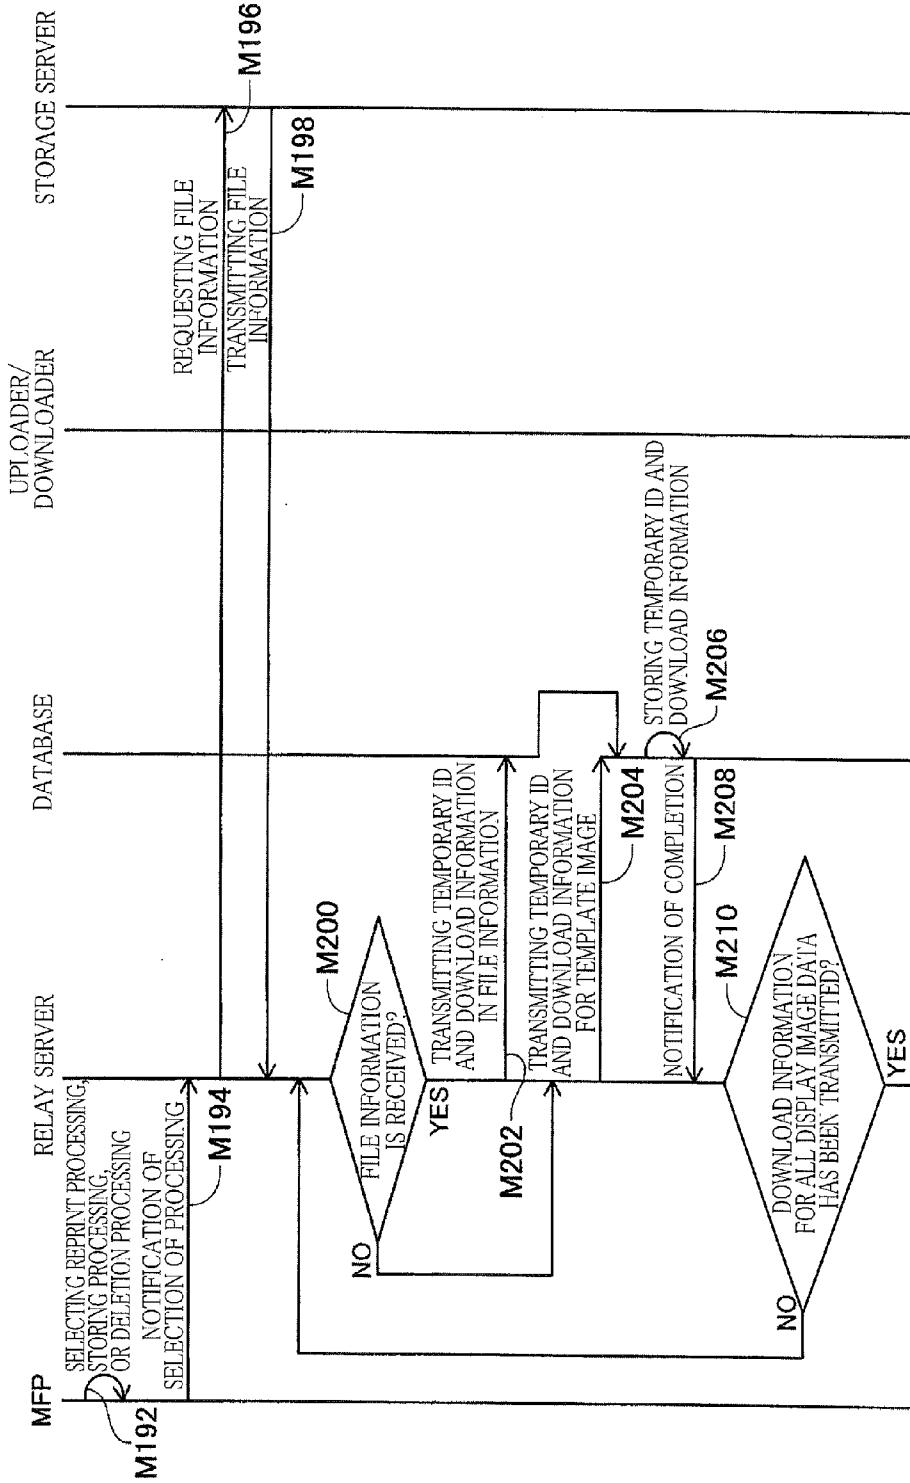 MFP
RELAY SERVER
DATABASE
UPLOADER/
DOWNLOADER
STORAGE SERVER
SELECTING REPRINT PROCESSING,
STORING PROCESSING,
OR DELETION PROCESSING
M192
NOTIFICATION OF
SELECTION OF PROCESSING
M194
REQUESTING FILE
INFORMATION
M196
TRANSMITTING FILE
INFORMATION
M198
FILE INFORMATION
IS RECEIVED?
M200
NO
YES
TRANSMITTING TEMPORARY ID
AND DOWNLOAD INFORMATION
IN FILE INFORMATION
M202
TRANSMITTING TEMPORARY ID
AND DOWNLOAD INFORMATION
FOR TEMPLATE IMAGE
M204
STORING TEMPORARY ID AND
DOWNLOAD INFORMATION
M206
NOTIFICATION OF COMPLETION
M208
DOWNLOAD INFORMATION
FOR ALL DISPLAY IMAGE DATA
HAS BEEN TRANSMITTED?
M210
NO
YES